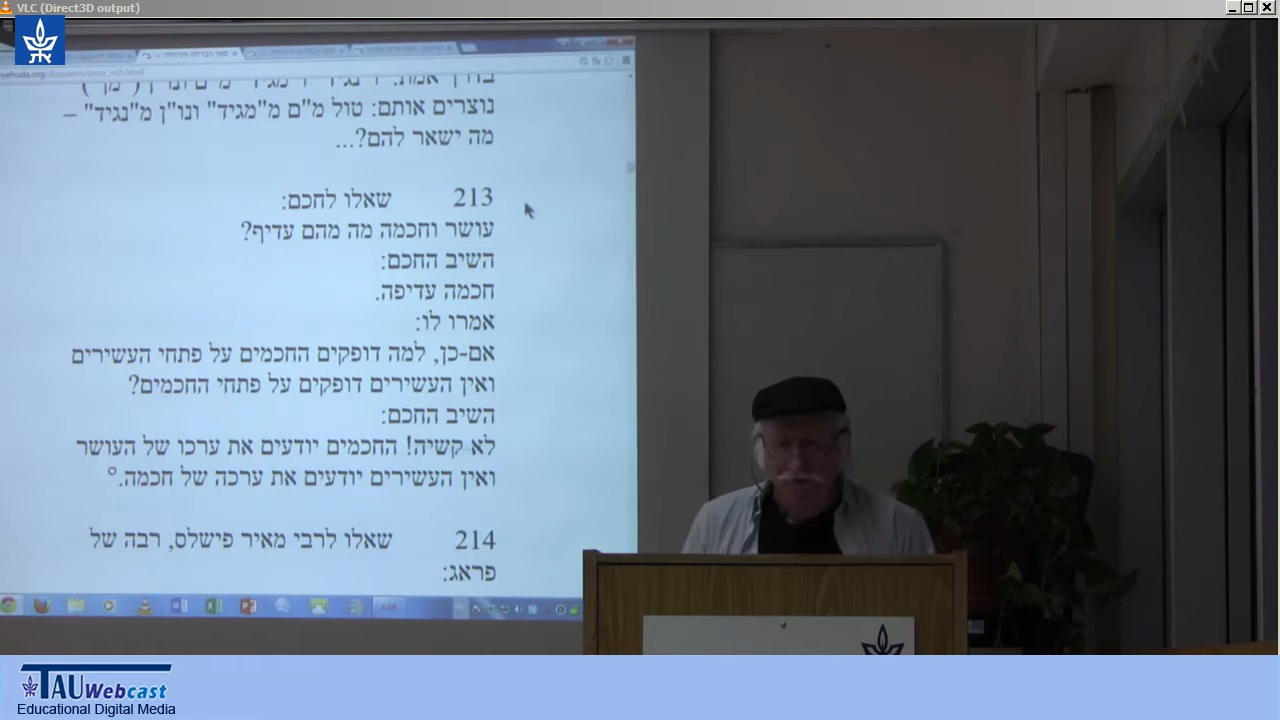 VLC (Direct3D output)
נוצרים אותם: טול מ"ם מ"מגיד" ונו"ן מ"נגיד" –
מה ישאר להם?...
213 שאלו לחכם:
עושר וחכמה מה מהם עדיף?
השיב החכם:
חכמה עדיפה.
אמרו לו:
אם-כן, למה דופקים החכמים על פתחי העשירים
ואין העשירים דופקים על פתחי החכמים?
השיב החכם:
לא קשיה! החכמים יודעים את ערכו של העושר
ואין העשירים יודעים את ערכה של חכמה.°
214 שאלו לרבי מאיר פישלס, רבה של
פראג:
TAU Webcast
Educational Digital Media